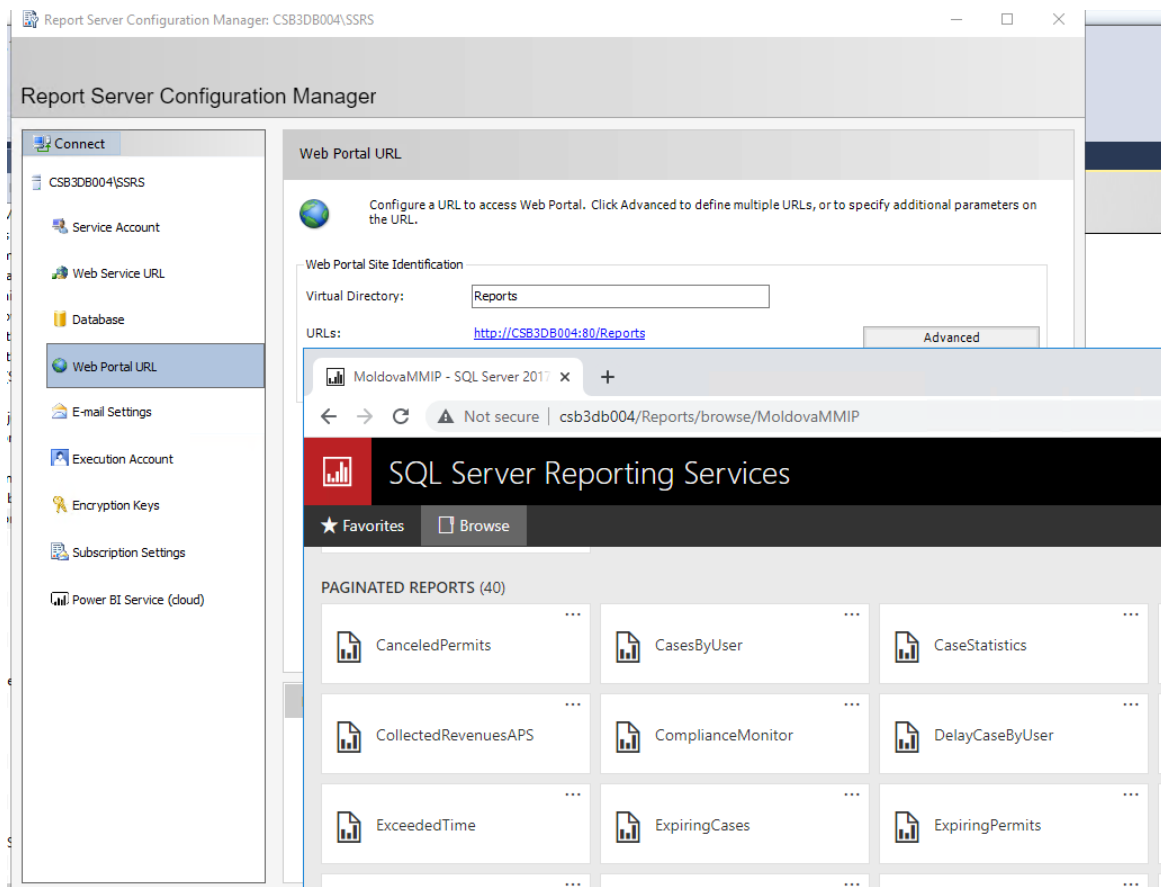 Report Server Configuration Manager: CSB3DB004\SSRS
Report Server Configuration Manager
Connect
CSB3DB004\SSRS
Service Account
Web Service URL
Database
Web Portal URL
E-mail Settings
Execution Account
Encryption Keys
Subscription Settings
Power BI Service (cloud)
Web Portal URL
Configure a URL to access Web Portal. Click Advanced to define multiple URLs, or to specify additional parameters on
the URL.
Web Portal Site Identification
Virtual Directory: Reports
URLs: http://CSB3DB004:80/Reports
Advanced
MoldovaMMIP - SQL Server 2017
Not secure | csb3db004/Reports/browse/MoldovaMMIP
SQL Server Reporting Services
Favorites Browse
PAGINATED REPORTS (40)
CanceledPermits CasesByUser CaseStatistics
CollectedRevenuesAPS ComplianceMonitor DelayCaseByUser
ExceededTime ExpiringCases ExpiringPermits